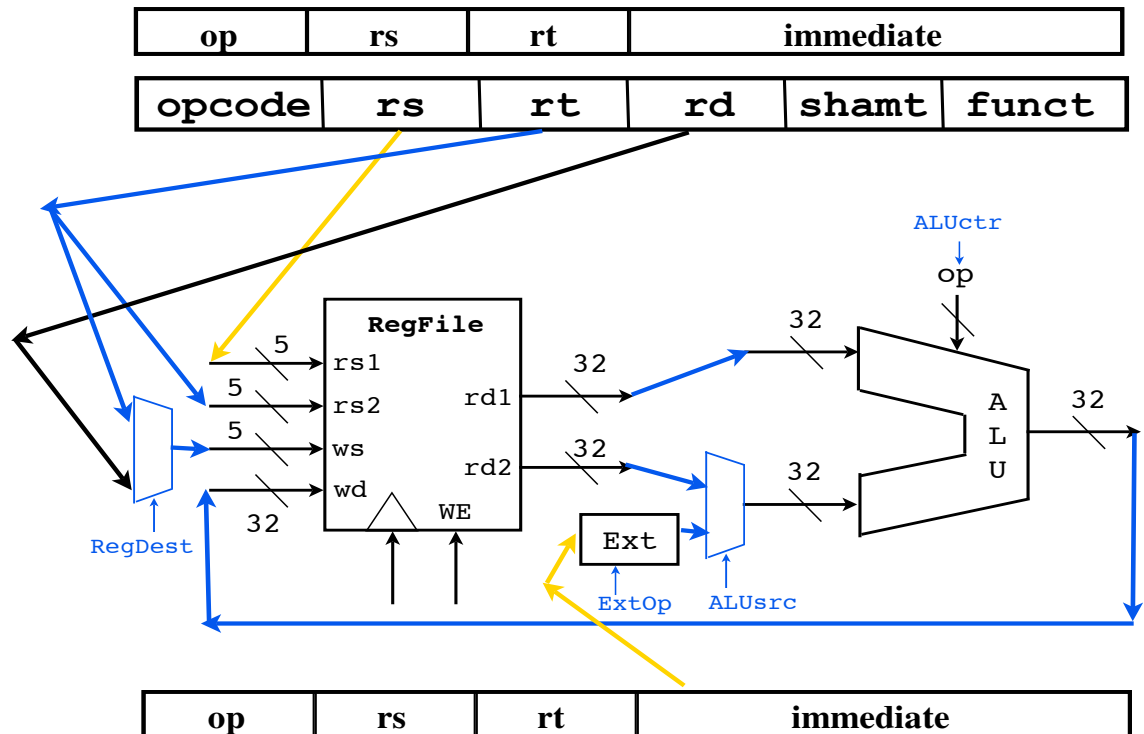 op rs rt immediate
opcode rs rt rd shamt funct
ALUctr
op
RegFile
32
5
rs1
32
5
rs2
rd1
A
L
U
32
5
ws
32
rd2
32
wd
32
WE
RegDest
Ext
ExtOp
ALUsrc
op rs rt immediate